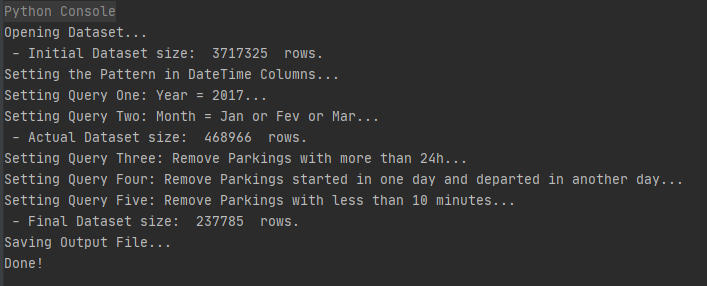 Python Console
Opening Dataset...
 - Initial Dataset size:  3717325  rows.
Setting the Pattern in DateTime Columns...
Setting Query One: Year = 2017...
Setting Query Two: Month = Jan or Fev or Mar...
 - Actual Dataset size:  468966  rows.
Setting Query Three: Remove Parkings with more than 24h...
Setting Query Four: Remove Parkings started in one day and departed in another day...
Setting Query Five: Remove Parkings with less than 10 minutes...
 - Final Dataset size:  237785  rows.
Saving Output File...
Done!